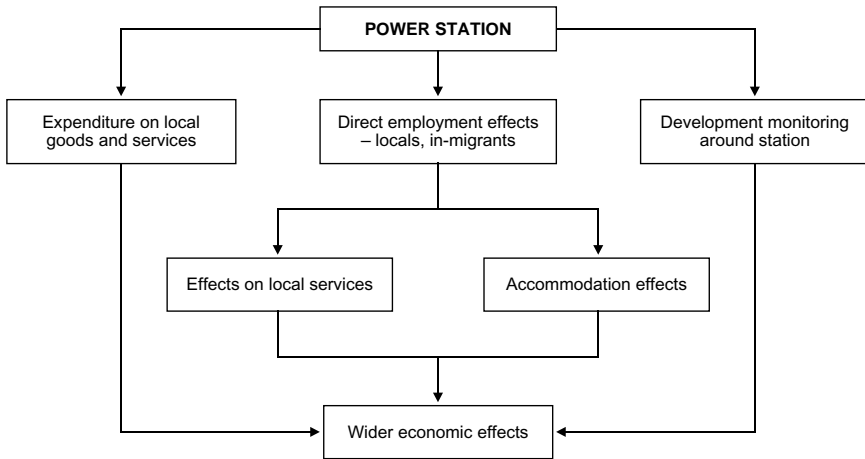 POWER STATION
Expenditure on local
goods and services
Direct employment effects
– locals, in-migrants
Development monitoring
around station
Effects on local services
Accommodation effects
Wider economic effects